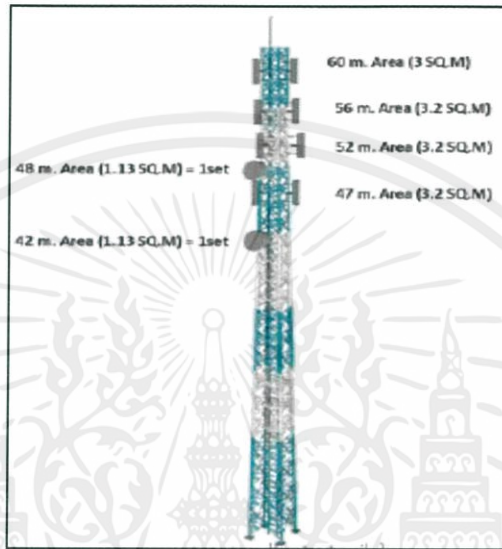 60 m. Area (3 SQ.M)
56 m. Area (3.2 SQ.M)
52 m. Area (3.2 SQ.M)
48 m. Area (1.13 SQ.M) = 1set
47 m. Area (3.2 SQ.M)
42 m. Area (1.13 SQ.M) = 1set